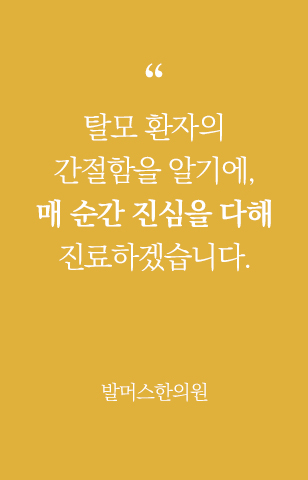 “
탈모 환자의
간절함을 알기에,
매 순간 진심을 다해
진료하겠습니다.
발머스한의원